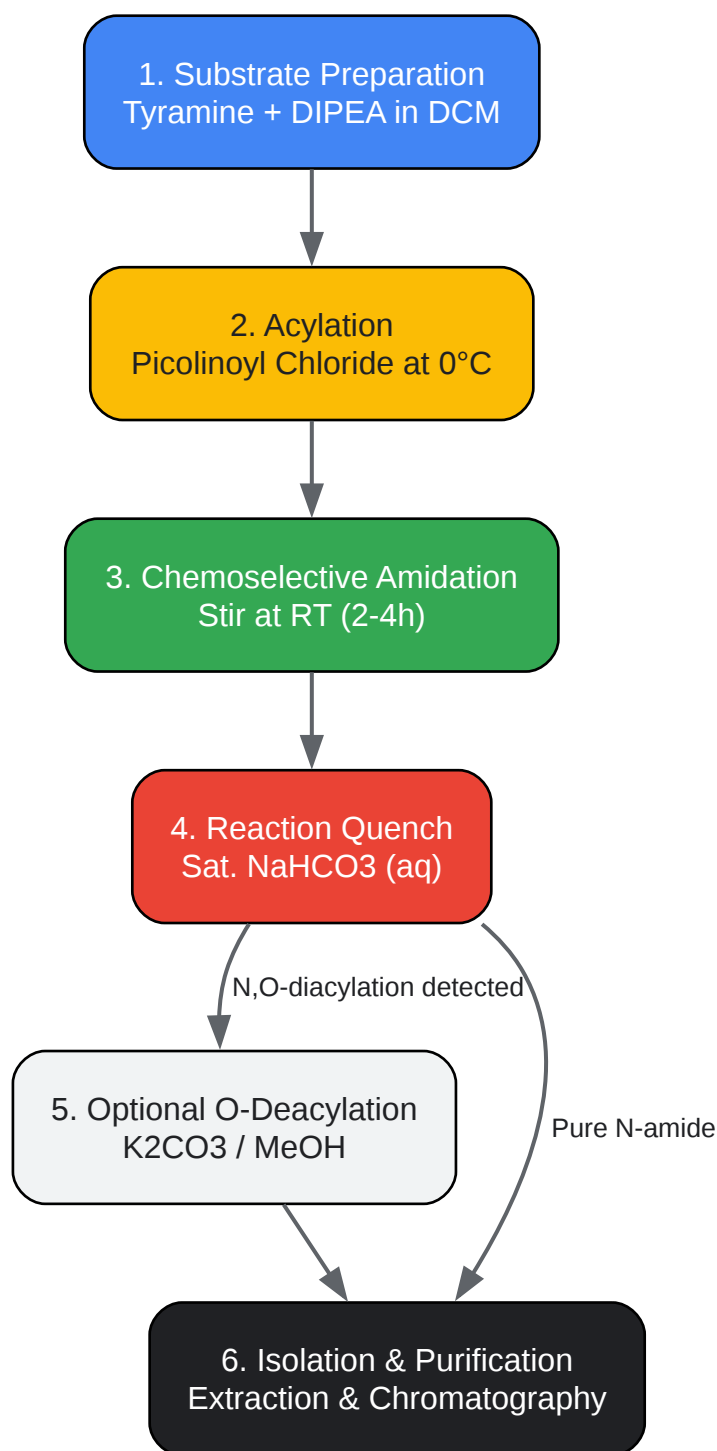 1. Substrate Preparation
Tyramine + DIPEA in DCM
2. Acylation
Picolinoyl Chloride at 0°C
3. Chemoselective Amidation
Stir at RT (2-4h)
4. Reaction Quench
Sat. NaHCO3 (aq)
N,O-diacylation detected
5. Optional O-Deacylation
K2CO3 / MeOH
Pure N-amide
6. Isolation & Purification
Extraction & Chromatography